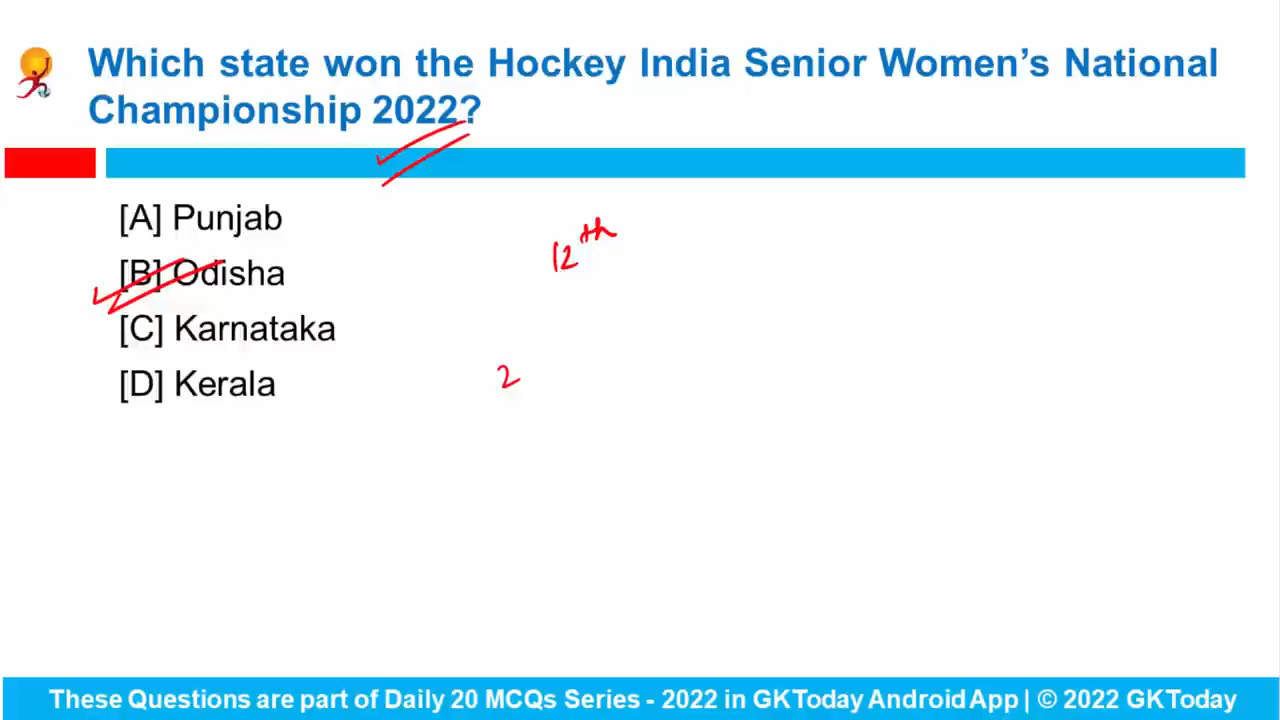 Which state won the Hockey India Senior Women's National
Championship 2022?
[A] Punjab
12th
[B] Odisha
[C] Karnataka
[D] Kerala
2
These Questions are part of Daily 20 MCQs Series - 2022 in GKToday Android App | © 2022 GKToday